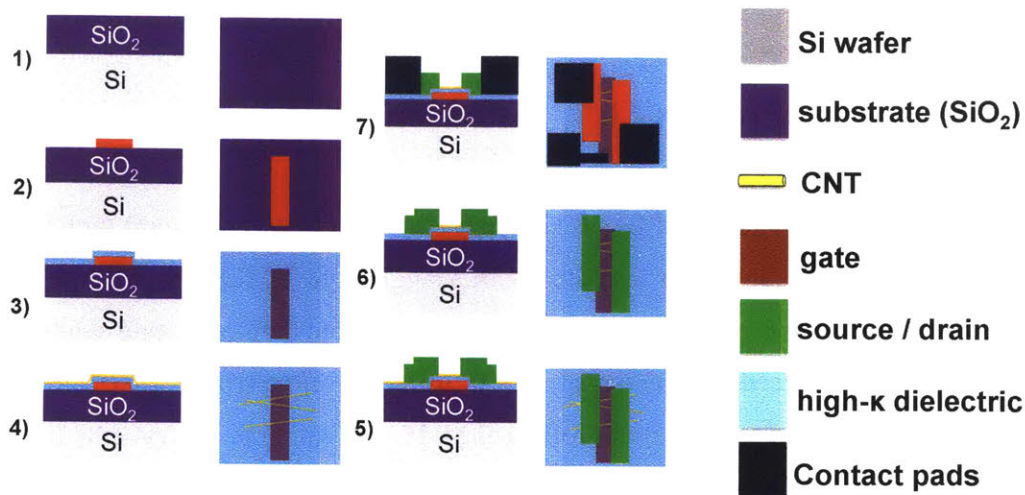 1)
SiO₂
Si
2)
SiO₂
Si
3)
SiO₂
Si
4)
SiO₂
Si
7)
SiO₂
Si
6)
SiO₂
Si
5)
SiO₂
Si
Si wafer
substrate (SiO₂)
CNT
gate
source / drain
high-κ dielectric
Contact pads